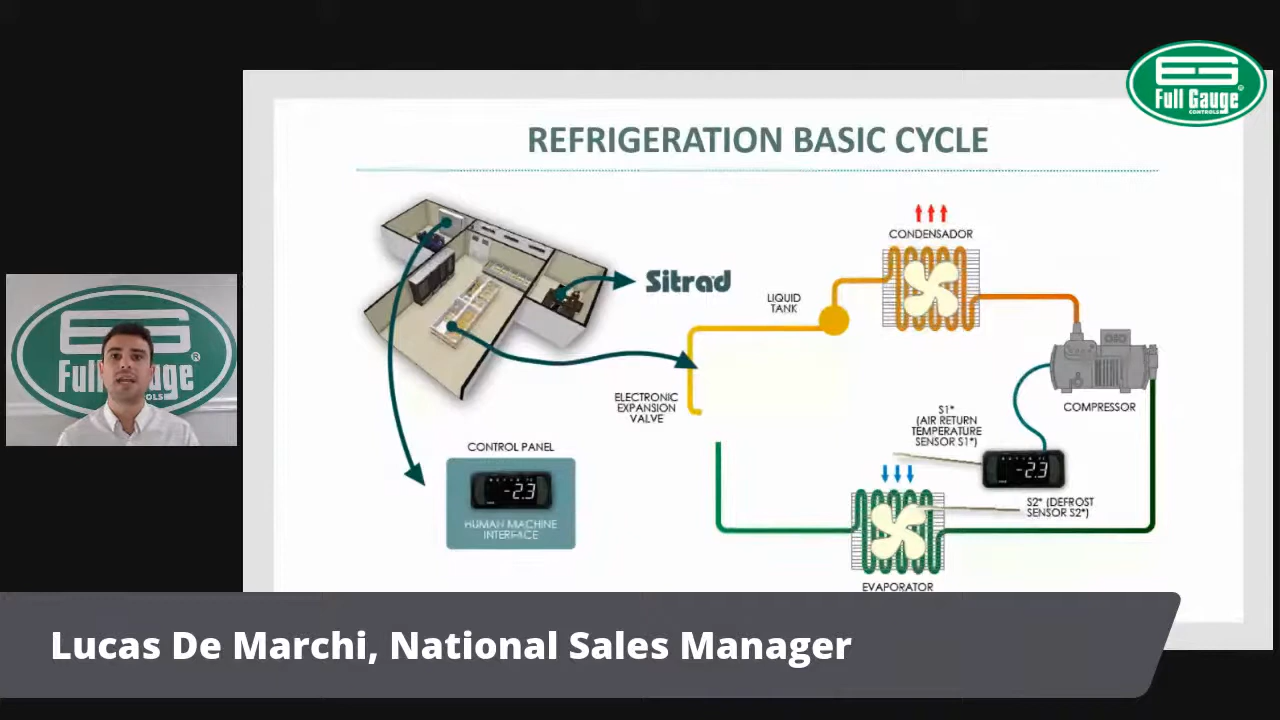 Full Gauge
CONTROLS
REFRIGERATION BASIC CYCLE
CONDENSADOR
Sitrad
LIQUID
TANK
ELECTRONIC
EXPANSION
VALVE
COMPRESSOR
S1*
(AIR RETURN
TEMPERATURE
SENSOR S1*)
-2.3
S2* (DEFROST
SENSOR S2*)
CONTROL PANEL
-2.3
HUMAN MACHINE
INTERFACE
EVAPORATOR
Full Gauge
OLS
Lucas De Marchi, National Sales Manager